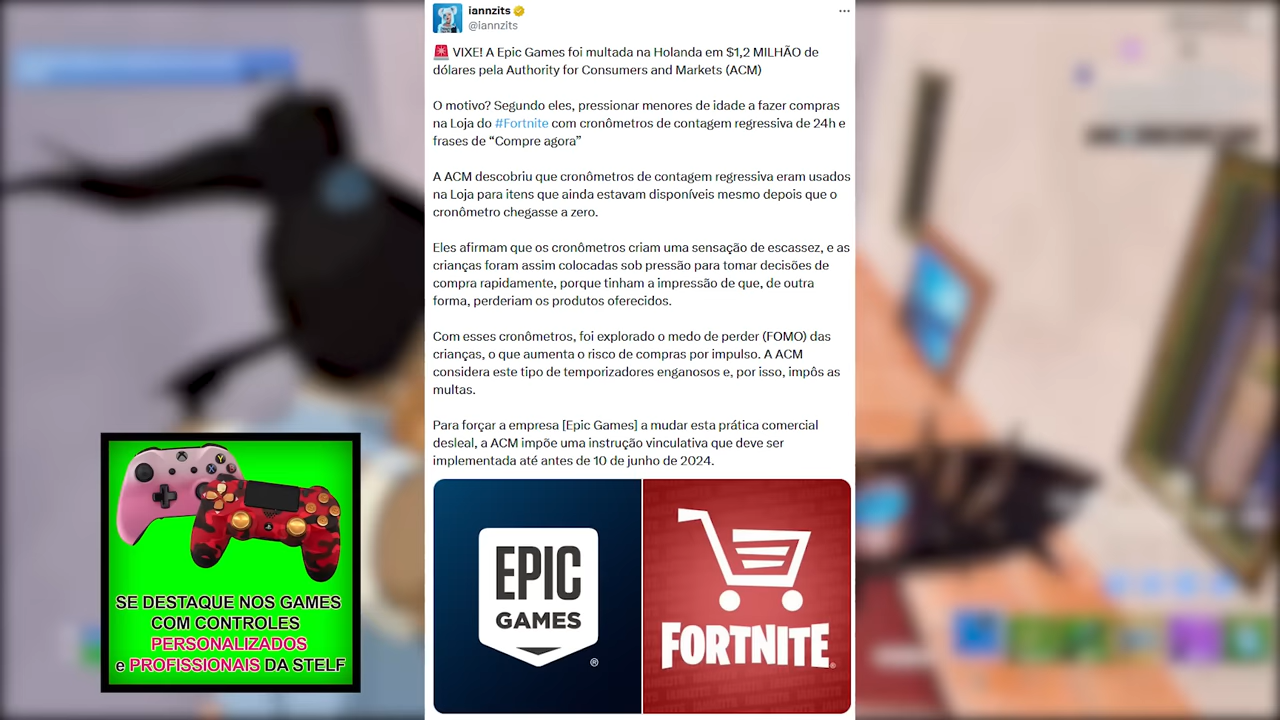 iannzits
@iannzits
🚨 VIXE! A Epic Games foi multada na Holanda em $1,2 MILHÃO de
dólares pela Authority for Consumers and Markets (ACM)
O motivo? Segundo eles, pressionar menores de idade a fazer compras
na Loja do #Fortnite com cronômetros de contagem regressiva de 24h e
frases de “Compre agora”
A ACM descobriu que cronômetros de contagem regressiva eram usados
na Loja para itens que ainda estavam disponíveis mesmo depois que o
cronômetro chegasse a zero.
Eles afirmam que os cronômetros criam uma sensação de escassez, e as
crianças foram assim colocadas sob pressão para tomar decisões de
compra rapidamente, porque tinham a impressão de que, de outra
forma, perderiam os produtos oferecidos.
Com esses cronômetros, foi explorado o medo de perder (FOMO) das
crianças, o que aumenta o risco de compras por impulso. A ACM
considera este tipo de temporizadores enganosos e, por isso, impôs as
multas.
Para forçar a empresa [Epic Games] a mudar esta prática comercial
desleal, a ACM impõe uma instrução vinculativa que deve ser
implementada até antes de 10 de junho de 2024.
EPIC
GAMES
®
FORTNITE
®
SE DESTAQUE NOS GAMES
COM CONTROLES
PERSONALIZADOS
e PROFISSIONAIS DA STELF